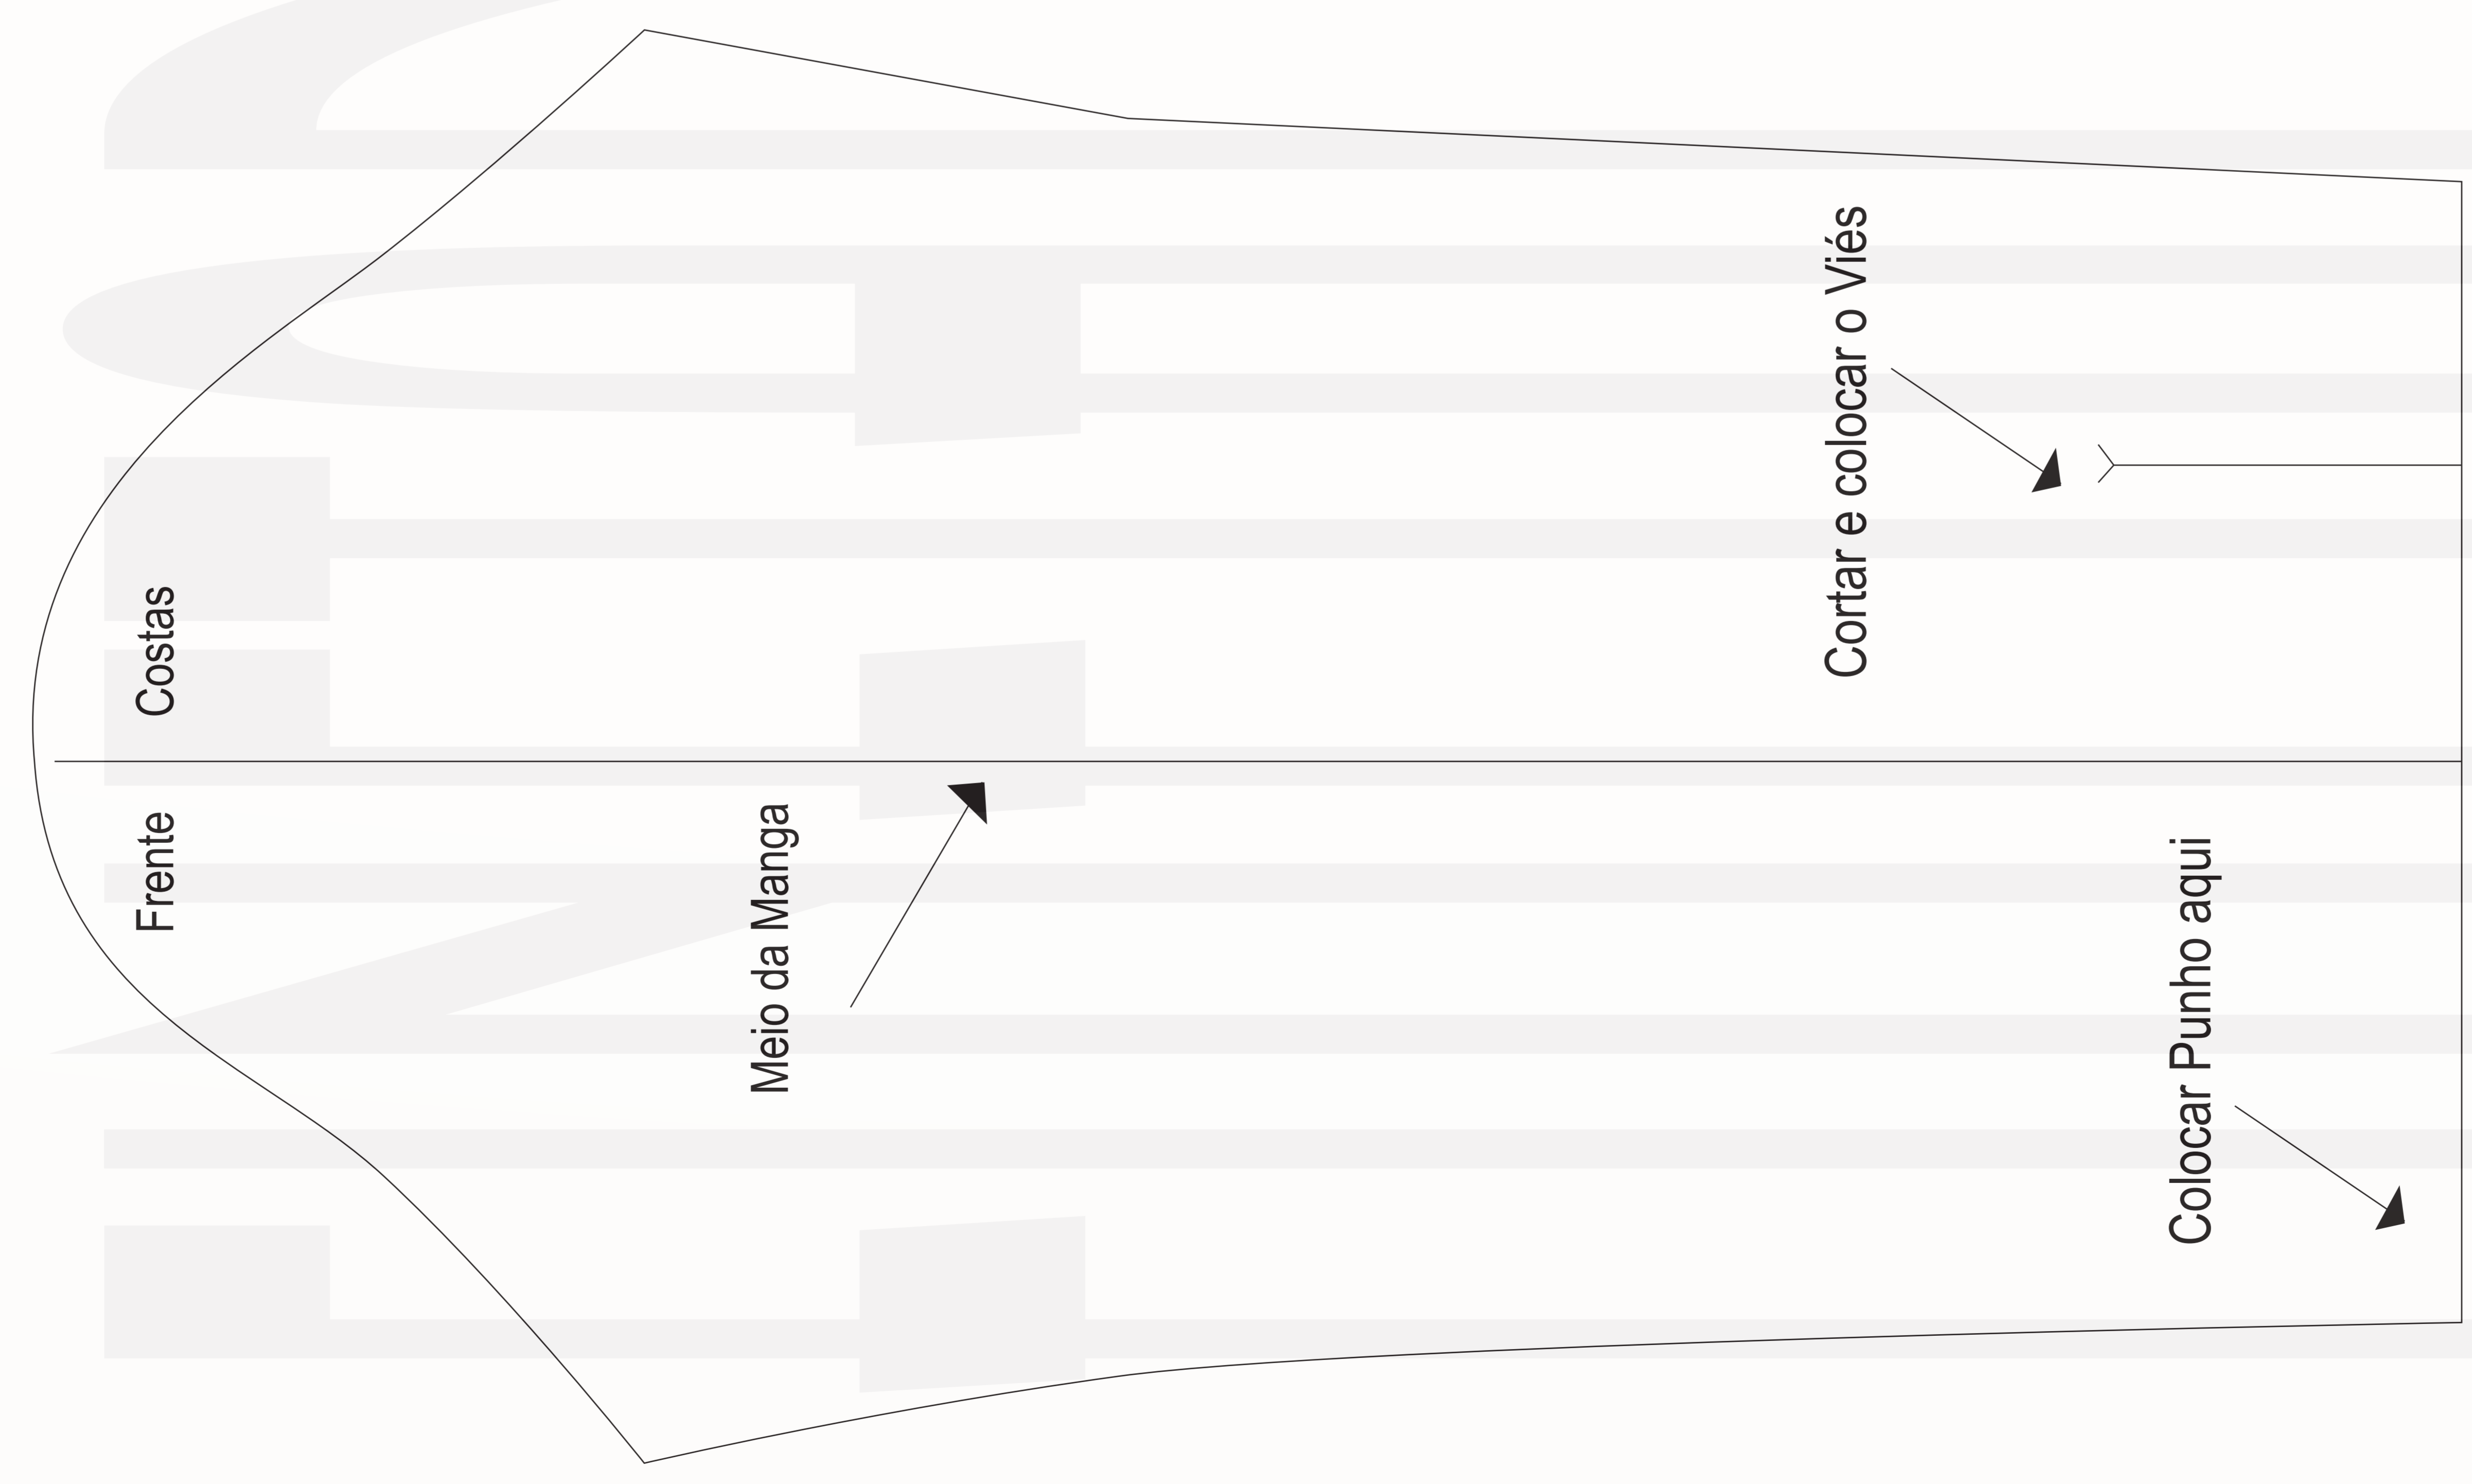 Costas
Frente
Meio da Manga
Cortar e colocar o Viés
Colocar Punho aqui